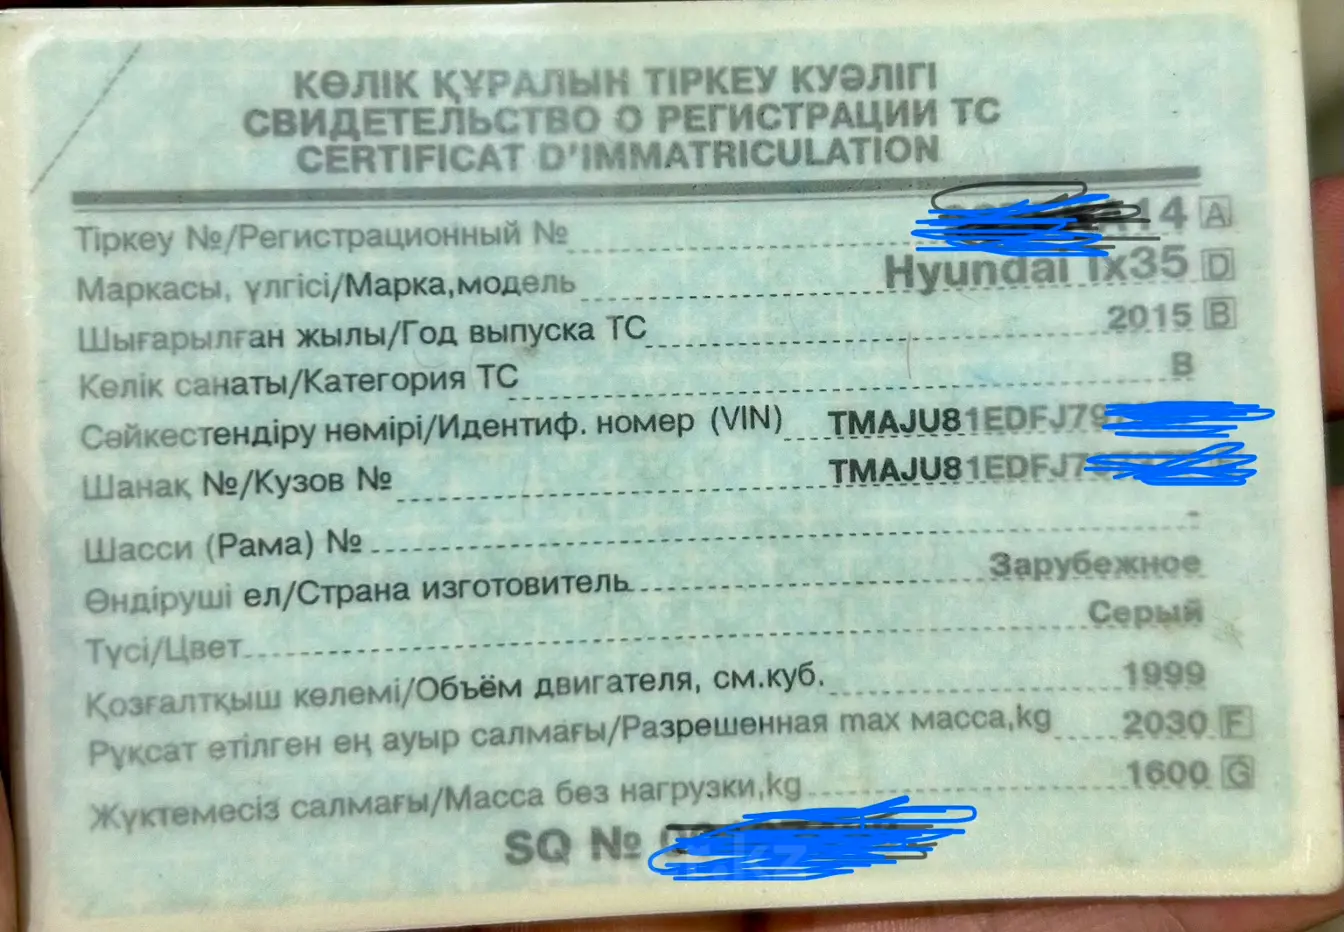 КӨЛІК ҚҰРАЛЫН ТІРКЕУ КУӘЛІГІ
СВИДЕТЕЛЬСТВО О РЕГИСТРАЦИИ ТС
CERTIFICAT D'IMMATRICULATION
Тіркеу №/Регистрационный № 14 A
Маркасы, үлгісі/Марка,модель Hyundai ix35 D
Шығарылған жылы/Год выпуска ТС 2015 B
Көлік санаты/Категория ТС B
Сәйкестендіру нөмірі/Идентиф. номер (VIN) TMAJU81EDFJ79
Шанақ №/Кузов № TMAJU81EDFJ7
Шасси (Рама) № -
Өндіруші ел/Страна изготовитель Зарубежное
Түсі/Цвет Серый
Қозғалтқыш көлемі/Объём двигателя, см.куб. 1999
Рұқсат етілген ең ауыр салмағы/Разрешенная max масса,kg 2030 F
Жүктемесіз салмағы/Масса без нагрузки,kg 1600 G
SQ №